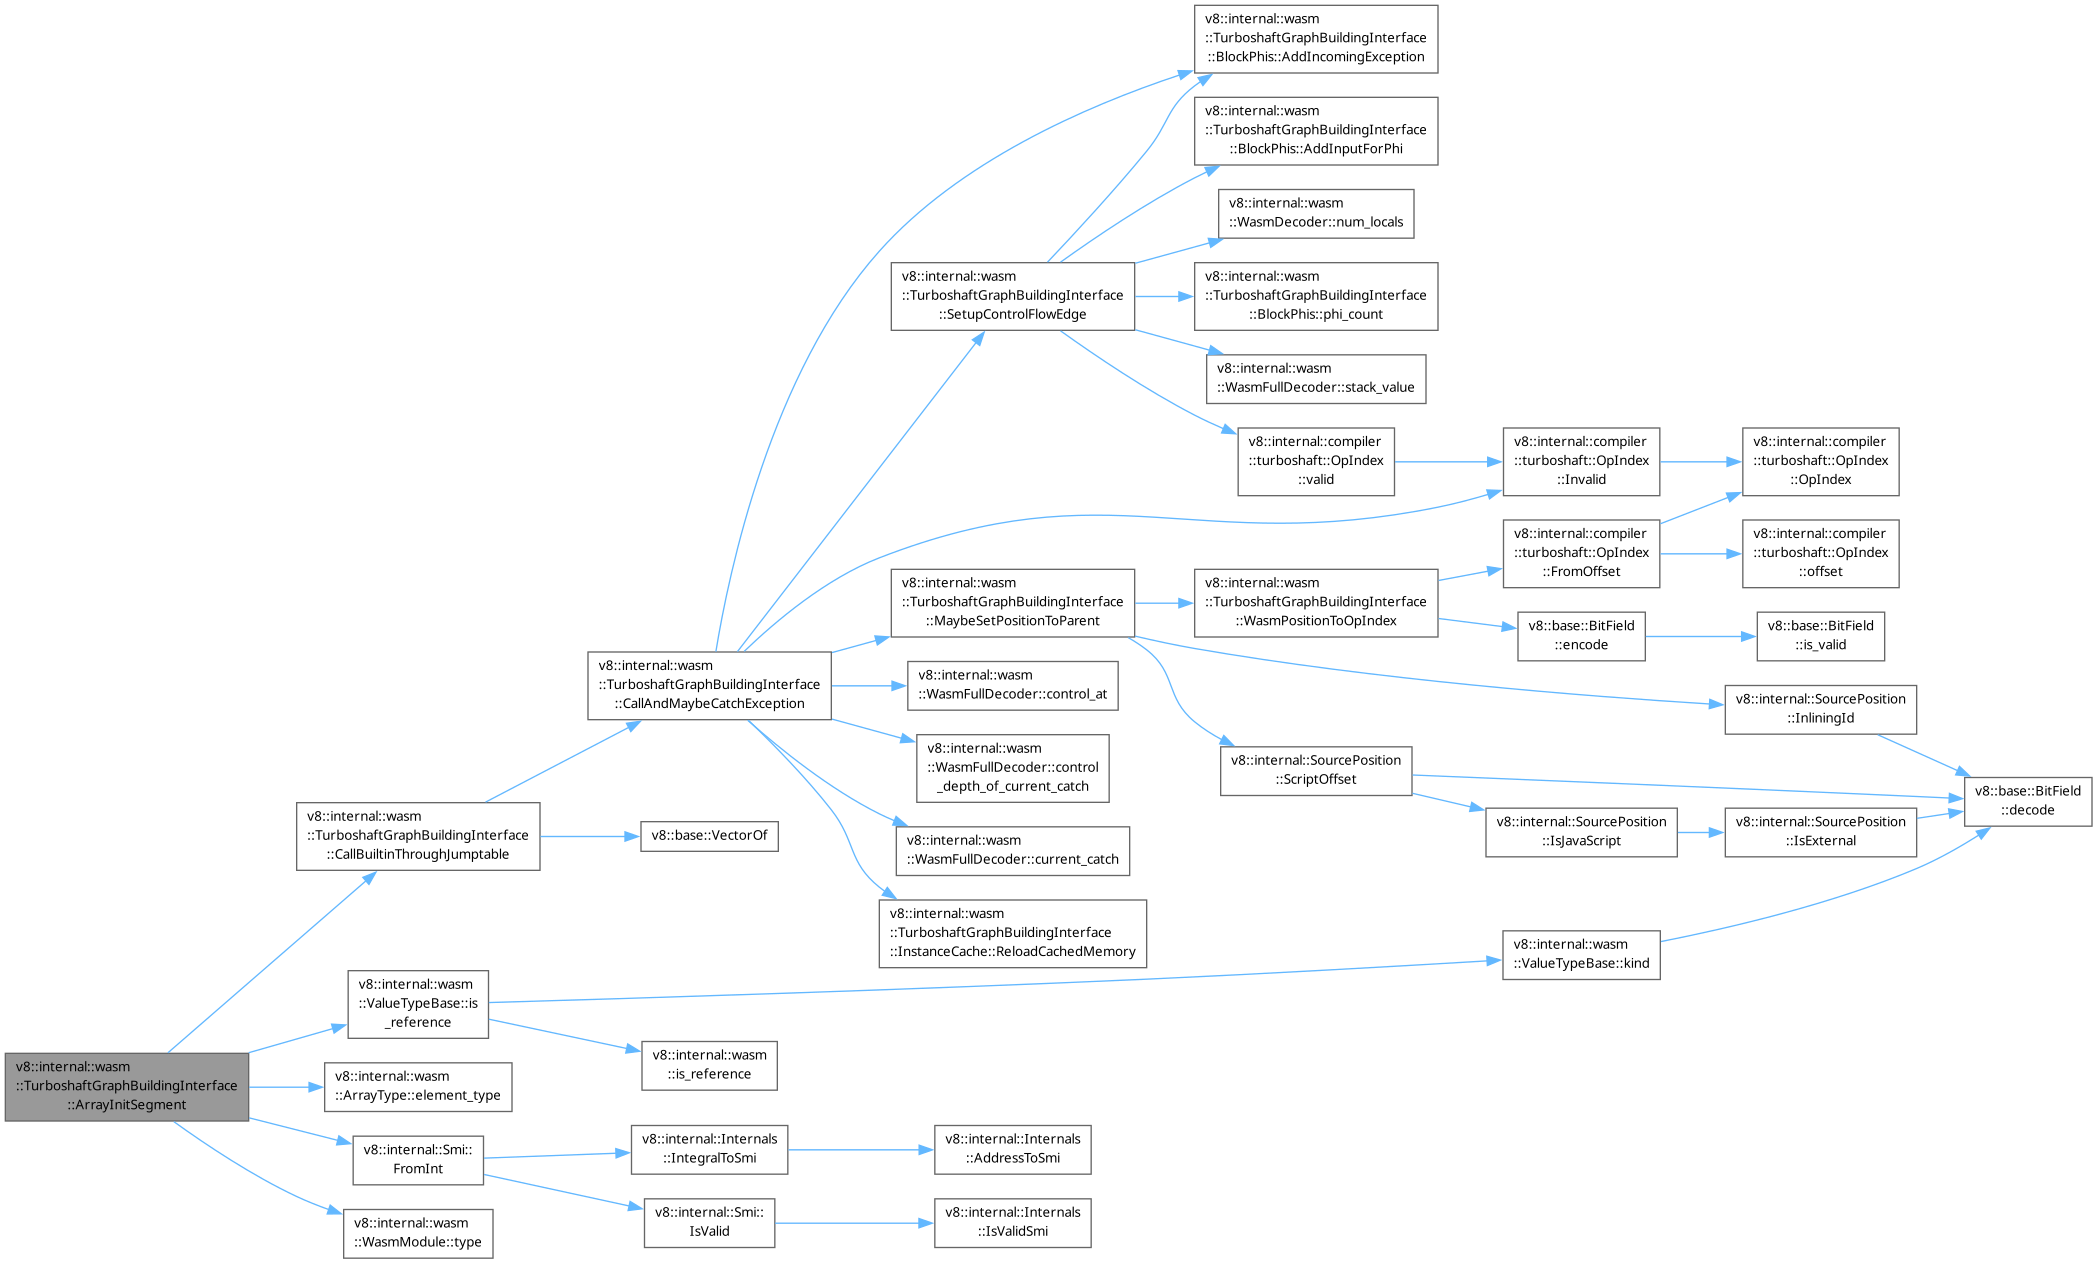 v8::internal::wasm
::TurboshaftGraphBuildingInterface
::BlockPhis::AddIncomingException
v8::internal::wasm
::TurboshaftGraphBuildingInterface
::BlockPhis::AddInputForPhi
v8::internal::wasm
::WasmDecoder::num_locals
v8::internal::wasm
::TurboshaftGraphBuildingInterface
::SetupControlFlowEdge
v8::internal::wasm
::TurboshaftGraphBuildingInterface
::BlockPhis::phi_count
v8::internal::wasm
::WasmFullDecoder::stack_value
v8::internal::compiler
::turboshaft::OpIndex
::valid
v8::internal::compiler
::turboshaft::OpIndex
::Invalid
v8::internal::compiler
::turboshaft::OpIndex
::OpIndex
v8::internal::compiler
::turboshaft::OpIndex
::FromOffset
v8::internal::compiler
::turboshaft::OpIndex
::offset
v8::internal::wasm
::TurboshaftGraphBuildingInterface
::MaybeSetPositionToParent
v8::internal::wasm
::TurboshaftGraphBuildingInterface
::WasmPositionToOpIndex
v8::base::BitField
::encode
v8::base::BitField
::is_valid
v8::internal::wasm
::TurboshaftGraphBuildingInterface
::CallAndMaybeCatchException
v8::internal::wasm
::WasmFullDecoder::control_at
v8::internal::SourcePosition
::InliningId
v8::internal::wasm
::WasmFullDecoder::control
_depth_of_current_catch
v8::internal::SourcePosition
::ScriptOffset
v8::base::BitField
::decode
v8::internal::wasm
::TurboshaftGraphBuildingInterface
::CallBuiltinThroughJumptable
v8::base::VectorOf
v8::internal::wasm
::WasmFullDecoder::current_catch
v8::internal::SourcePosition
::IsJavaScript
v8::internal::SourcePosition
::IsExternal
v8::internal::wasm
::TurboshaftGraphBuildingInterface
::InstanceCache::ReloadCachedMemory
v8::internal::wasm
::ValueTypeBase::kind
v8::internal::wasm
::ValueTypeBase::is
_reference
v8::internal::wasm
::is_reference
v8::internal::wasm
::TurboshaftGraphBuildingInterface
::ArrayInitSegment
v8::internal::wasm
::ArrayType::element_type
v8::internal::Smi::
FromInt
v8::internal::Internals
::IntegralToSmi
v8::internal::Internals
::AddressToSmi
v8::internal::wasm
::WasmModule::type
v8::internal::Smi::
IsValid
v8::internal::Internals
::IsValidSmi